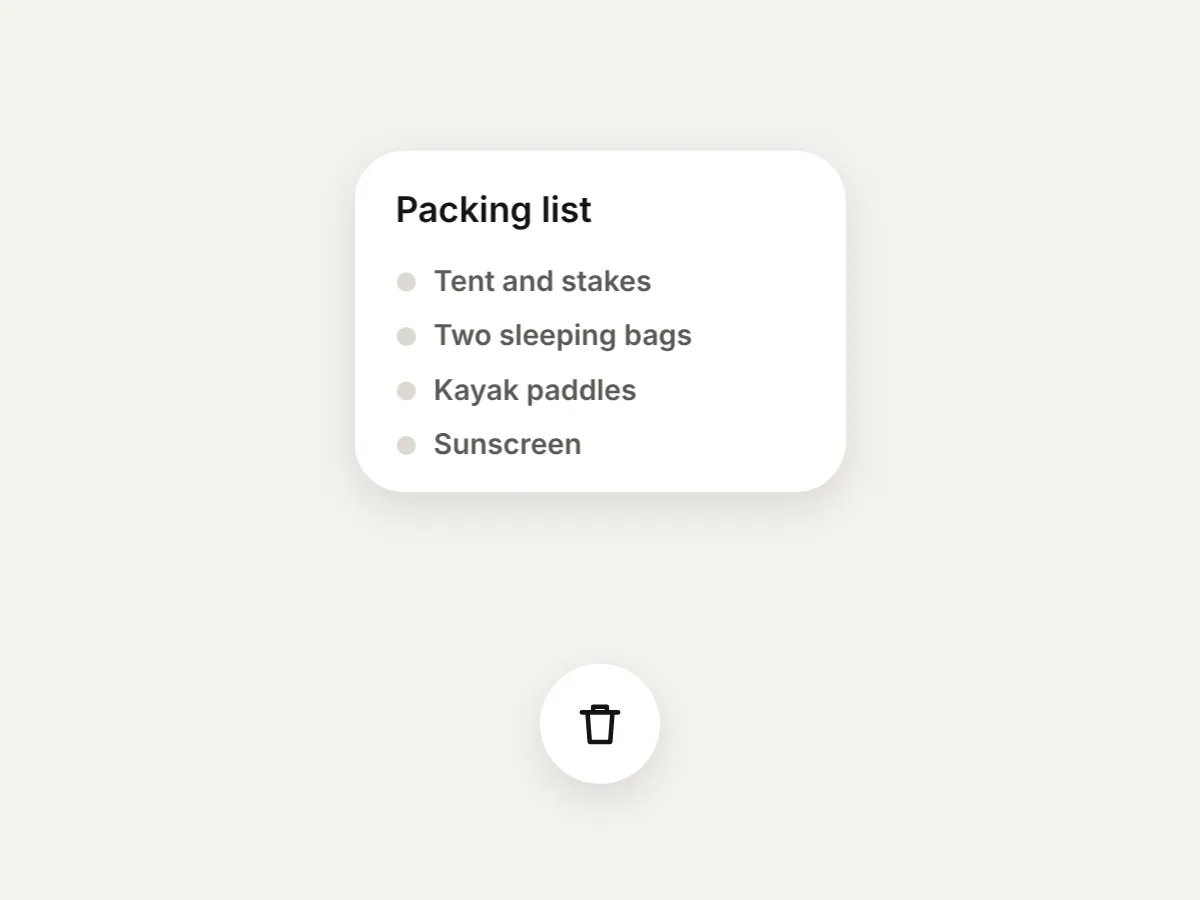 Packing list
Tent and stakes
Two sleeping bags
Kayak paddles
Sunscreen